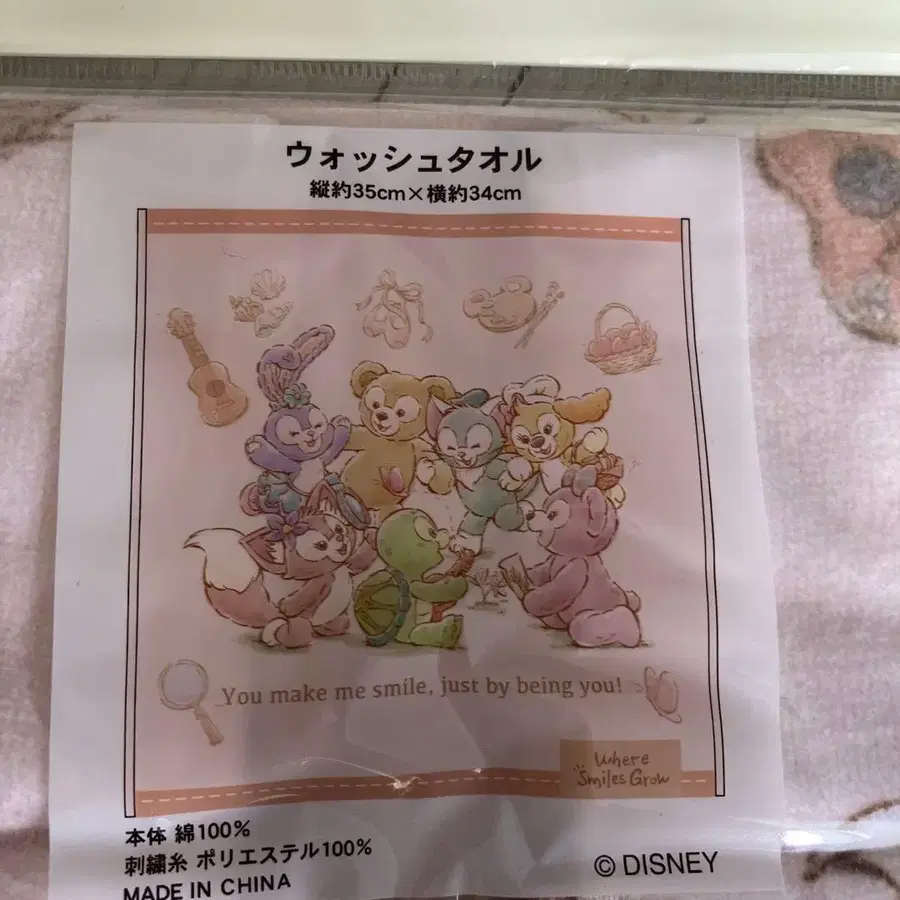 ウォッシュタオル
縦約35cm×横約34cm
You make me smile, just by being you!
Where
Smiles Grow
本体 綿100%
刺繍糸 ポリエステル100%
MADE IN CHINA
© DISNEY